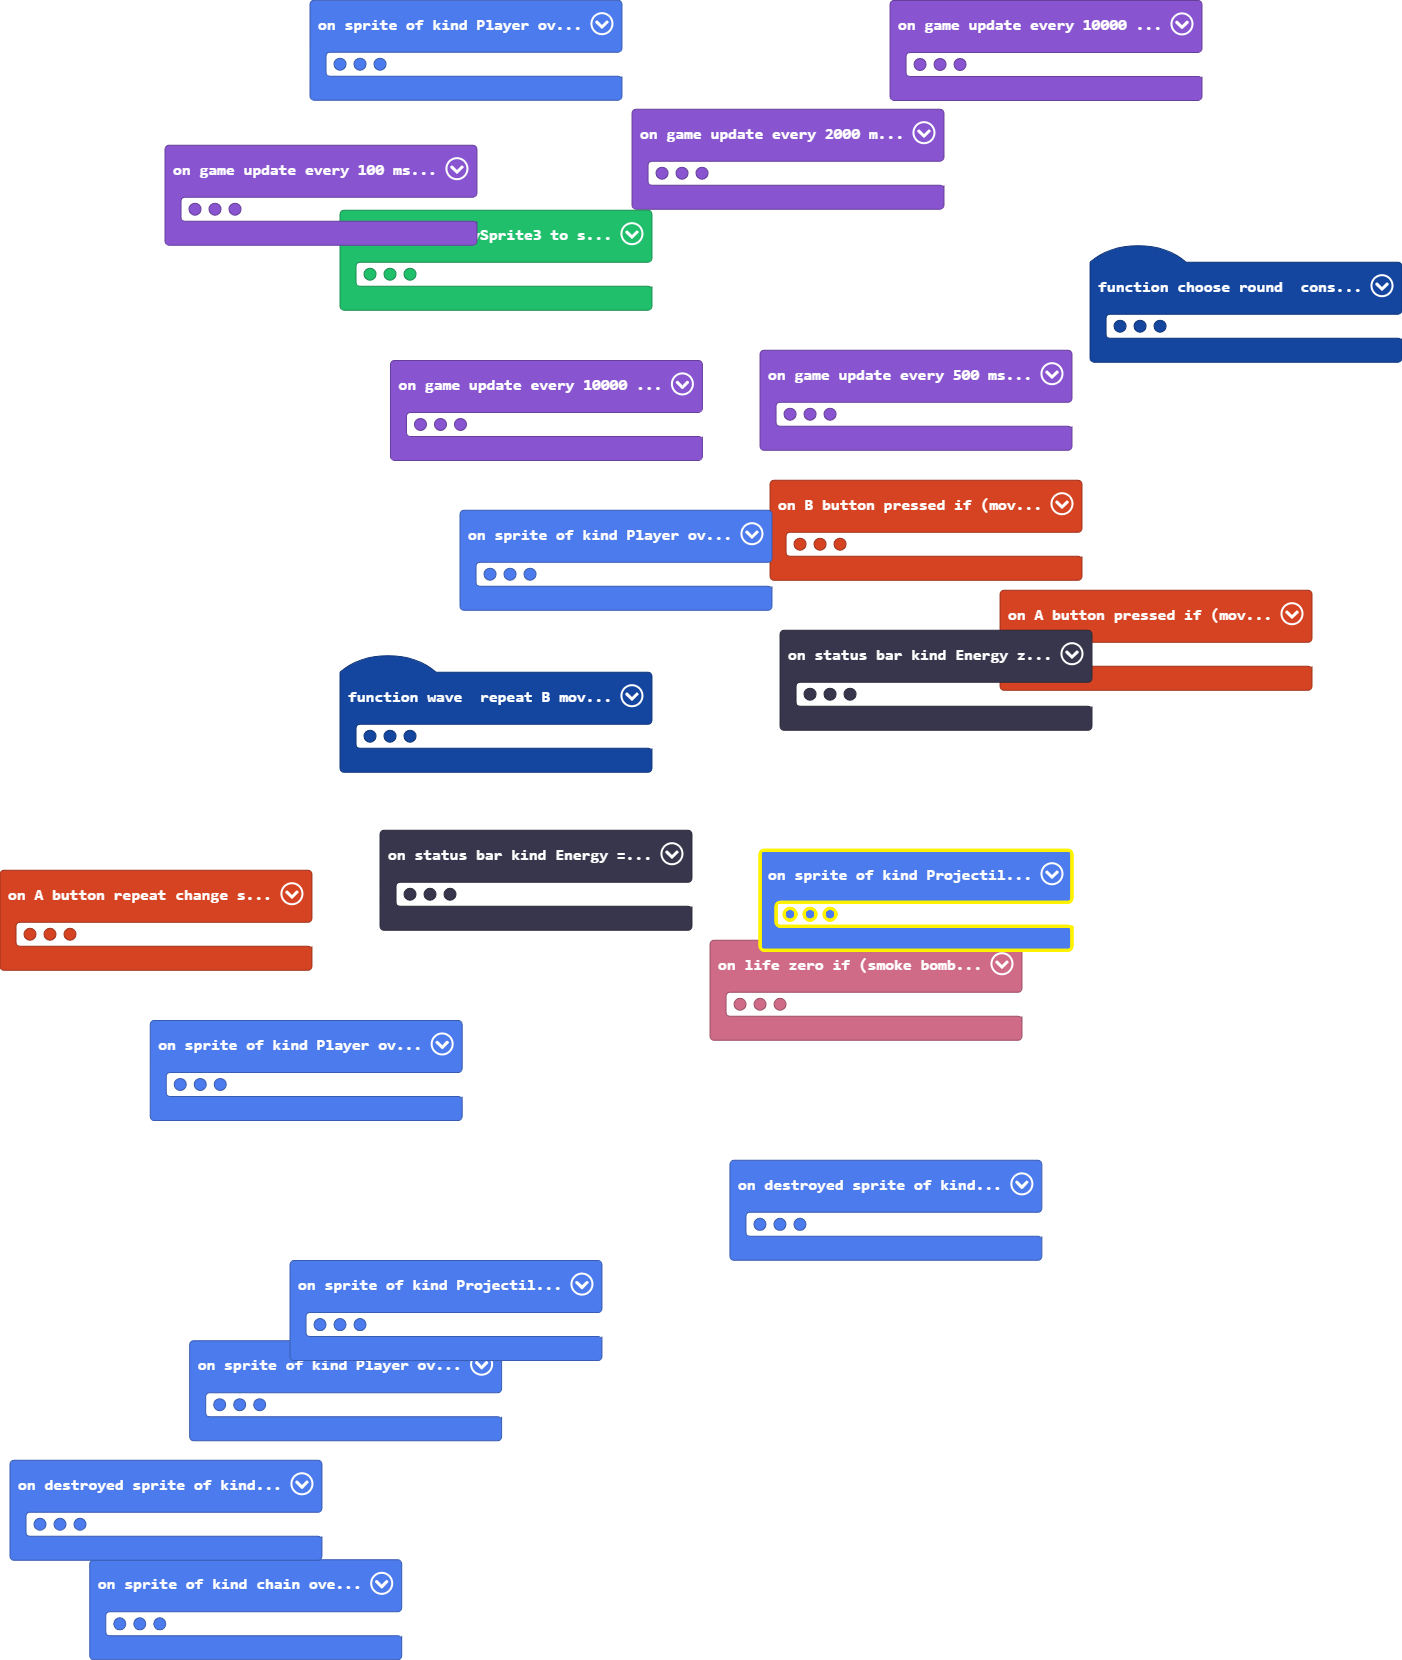 on sprite of kind Player ov...
on game update every 10000 ...
on game update every 2000 m...
on game update every 100 ms...
ySprite3 to s...
function choose round  cons...
on game update every 10000 ...
on game update every 500 ms...
on B button pressed if (mov...
on sprite of kind Player ov...
on A button pressed if (mov...
on status bar kind Energy z...
function wave  repeat B mov...
on status bar kind Energy =...
on sprite of kind Projectil...
on A button repeat change s...
on life zero if (smoke bomb...
on sprite of kind Player ov...
on destroyed sprite of kind...
on sprite of kind Projectil...
on sprite of kind Player ov...
on destroyed sprite of kind...
on sprite of kind chain ove...